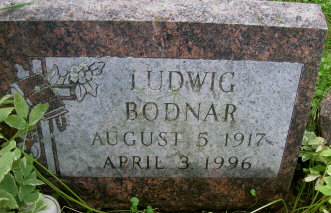 LUDWIG
BODNAR
AUGUST 5, 1917
APRIL 3, 1996